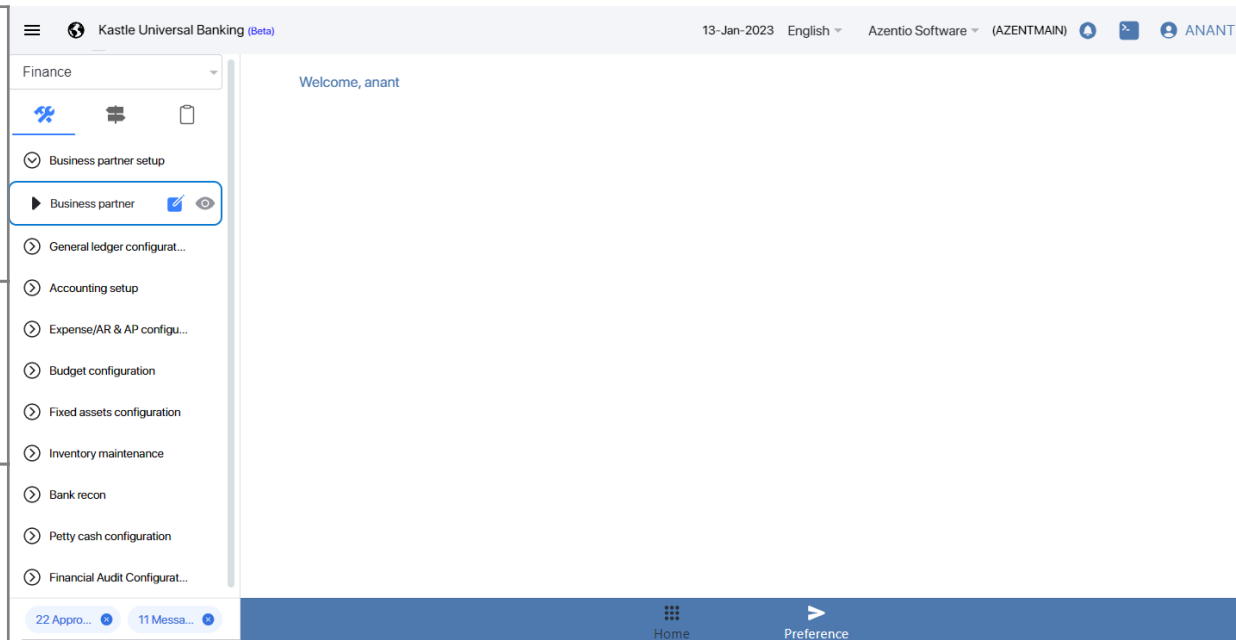 Kastle Universal Banking (Beta) 13-Jan-2023 English Azentio Software (AZENTMAIN) ANANT
Finance
Welcome, anant
Business partner setup
Business partner
General ledger configurat...
Accounting setup
Expense/AR & AP configu...
Budget configuration
Fixed assets configuration
Inventory maintenance
Bank recon
Petty cash configuration
Financial Audit Configurat...
22 Appro... 11 Messa...
Home Preference